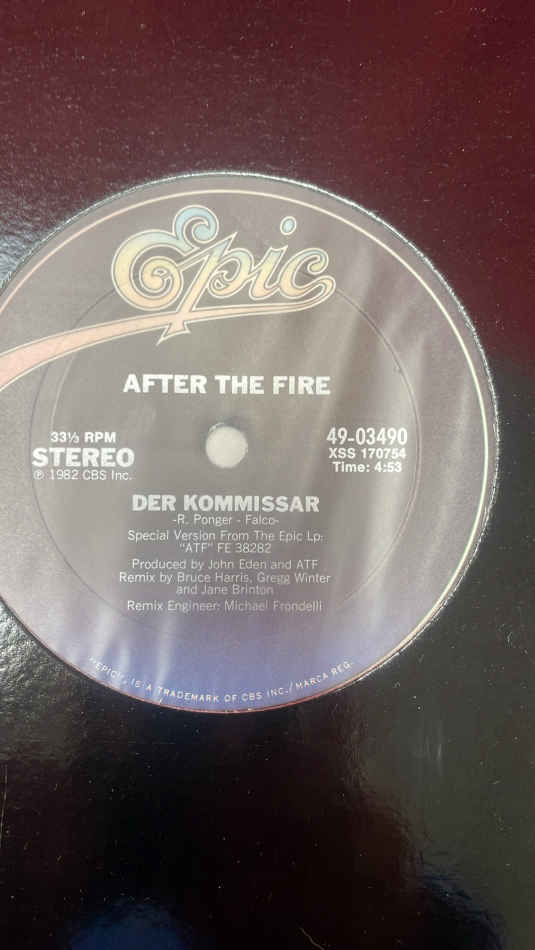 Epic
AFTER THE FIRE
33⅓ RPM
STEREO
℗ 1982 CBS Inc.
49-03490
XSS 170754
Time: 4:53
DER KOMMISSAR
-R. Ponger - Falco-
Special Version From The Epic Lp:
"ATF" FE 38282
Produced by John Eden and ATF
Remix by Bruce Harris, Gregg Winter
and Jane Brinton
Remix Engineer: Michael Frondelli
"EPIC", IS A TRADEMARK OF CBS INC./MARCA REG.